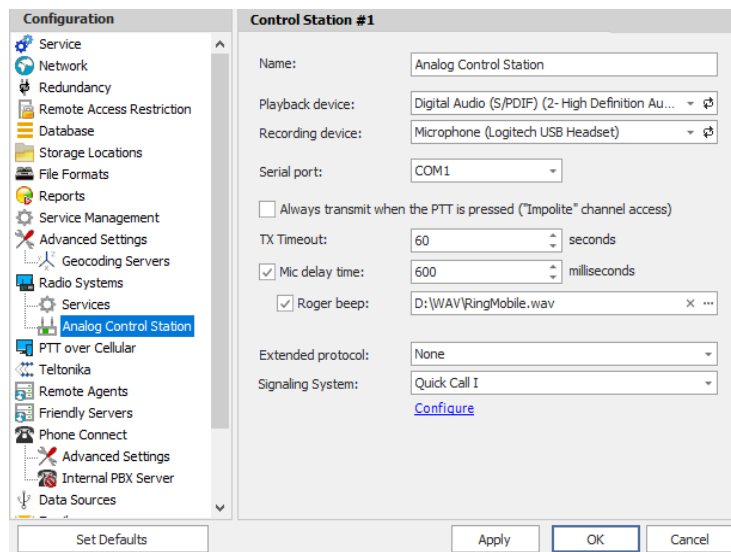 Configuration
Service
Network
Redundancy
Remote Access Restriction
Database
Storage Locations
File Formats
Reports
Service Management
Advanced Settings
Geocoding Servers
Radio Systems
Services
Analog Control Station
PTT over Cellular
Teltonika
Remote Agents
Friendly Servers
Phone Connect
Advanced Settings
Internal PBX Server
Data Sources
Set Defaults
Control Station #1
Name: Analog Control Station
Playback device: Digital Audio (S/PDIF) (2- High Definition Au...
Recording device: Microphone (Logitech USB Headset)
Serial port: COM1
Always transmit when the PTT is pressed ("Impolite" channel access)
TX Timeout: 60 seconds
Mic delay time: 600 milliseconds
Roger beep: D:\WAV\RingMobile.wav
Extended protocol: None
Signaling System: Quick Call I
Configure
Apply OK Cancel